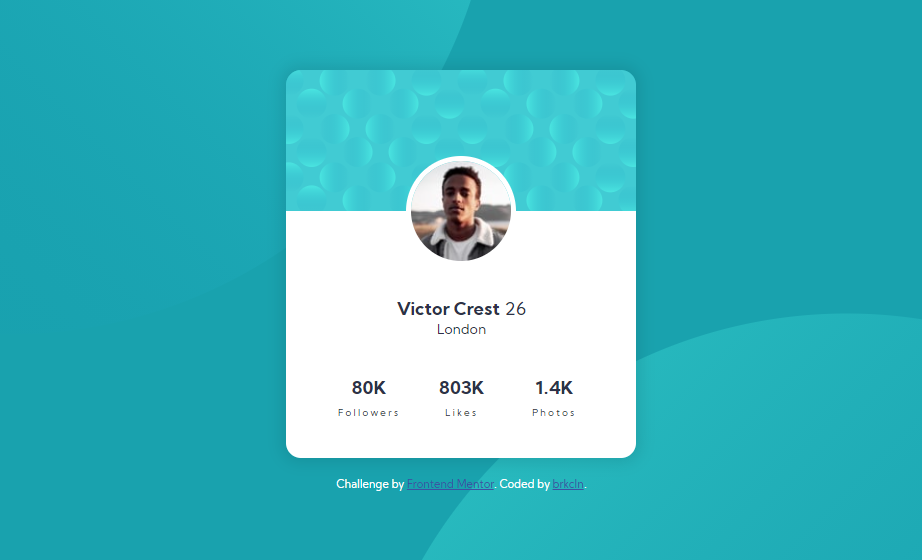 Victor Crest 26
London
80K 803K 1.4K
Followers Likes Photos
Challenge by Frontend Mentor. Coded by brkcln.